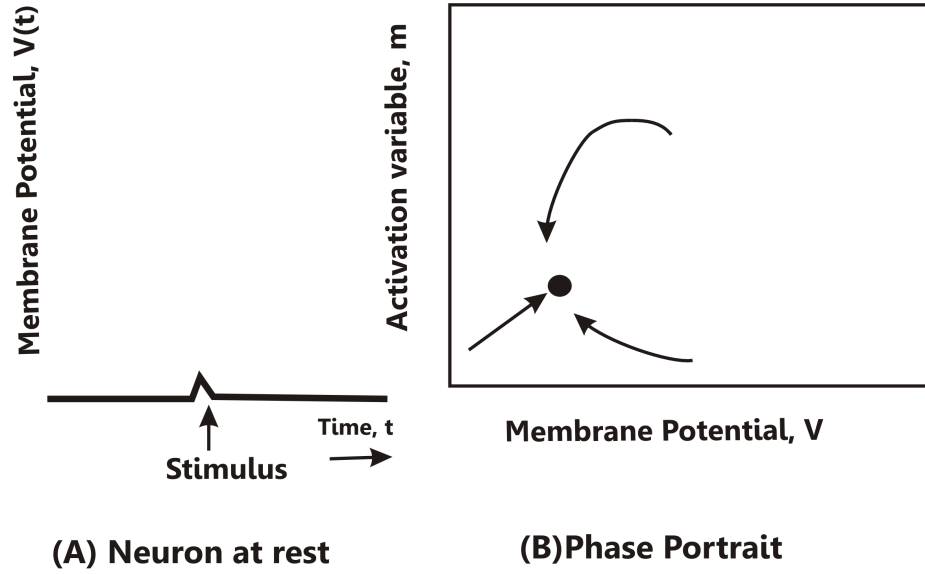 Membrane Potential, V(t)
Time, t
Stimulus
(A) Neuron at rest
Activation variable, m
Membrane Potential, V
(B)Phase Portrait